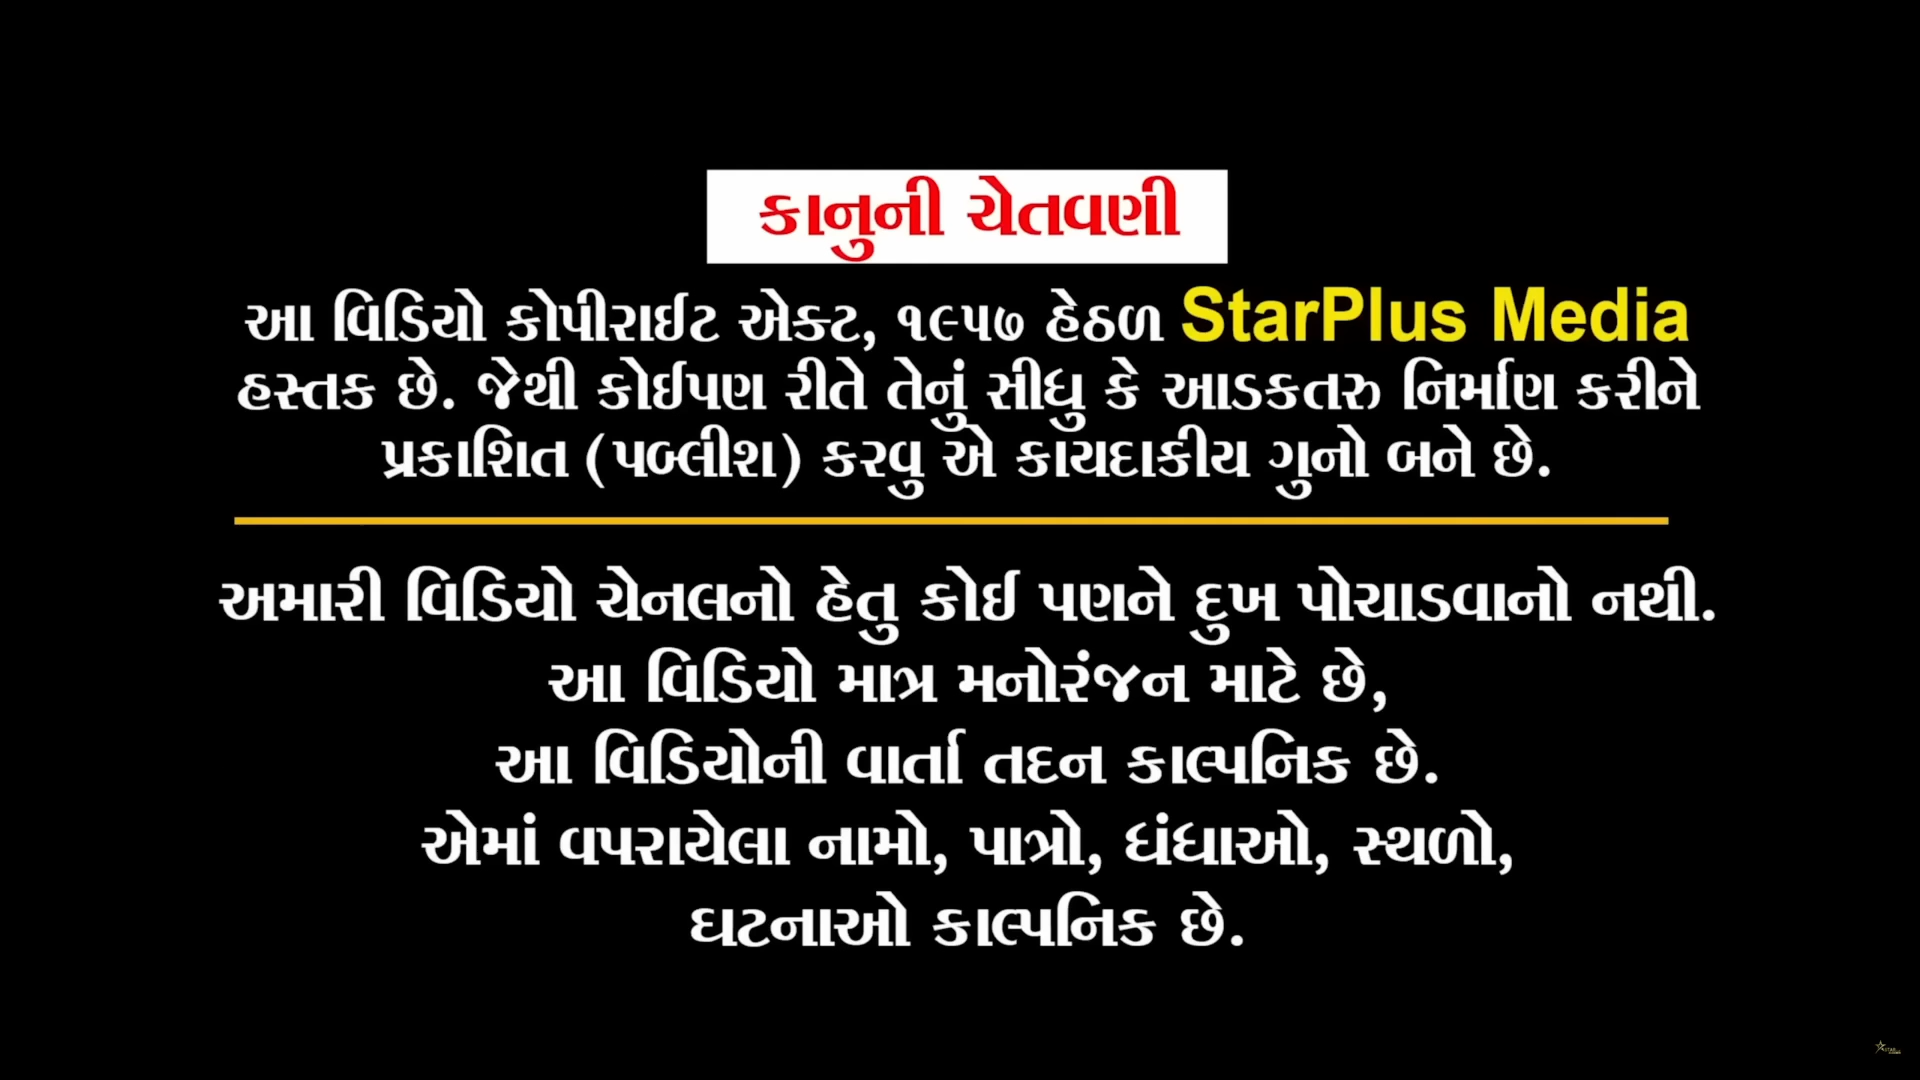 કાનુની ચેતવણી
આ વિડિયો કોપીરાઈટ એક્ટ, ૧૯૫૭ હેઠળ StarPlus Media
હસ્તક છે. જેથી કોઈપણ રીતે તેનું સીધુ કે આડકતરુ નિર્માણ કરીને
પ્રકાશિત (પબ્લીશ) કરવુ એ કાયદાકીય ગુનો બને છે.
અમારી વિડિયો ચેનલનો હેતુ કોઈ પણને દુખ પોચાડવાનો નથી.
આ વિડિયો માત્ર મનોરંજન માટે છે,
આ વિડિયોની વાર્તા તદન કાલ્પનિક છે.
એમાં વપરાયેલા નામો, પાત્રો, ધંધાઓ, સ્થળો,
ઘટનાઓ કાલ્પનિક છે.